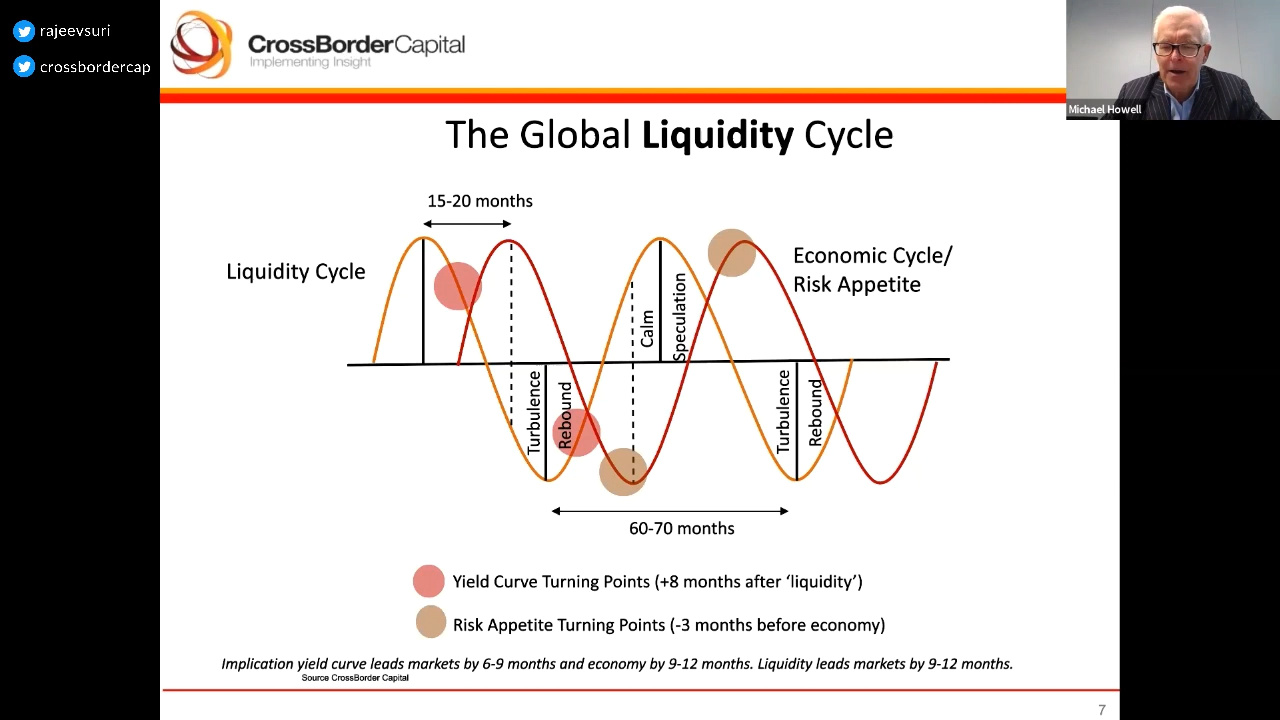 rajeevsuri
crossbordercap
CrossBorderCapital
Implementing Insight
Michael Howell
The Global Liquidity Cycle
15-20 months
Liquidity Cycle
Economic Cycle/
Risk Appetite
Calm
Speculation
Turbulence
Rebound
Turbulence
Rebound
60-70 months
Yield Curve Turning Points (+8 months after ‘liquidity’)
Risk Appetite Turning Points (-3 months before economy)
Implication yield curve leads markets by 6-9 months and economy by 9-12 months. Liquidity leads markets by 9-12 months.
Source CrossBorder Capital
7